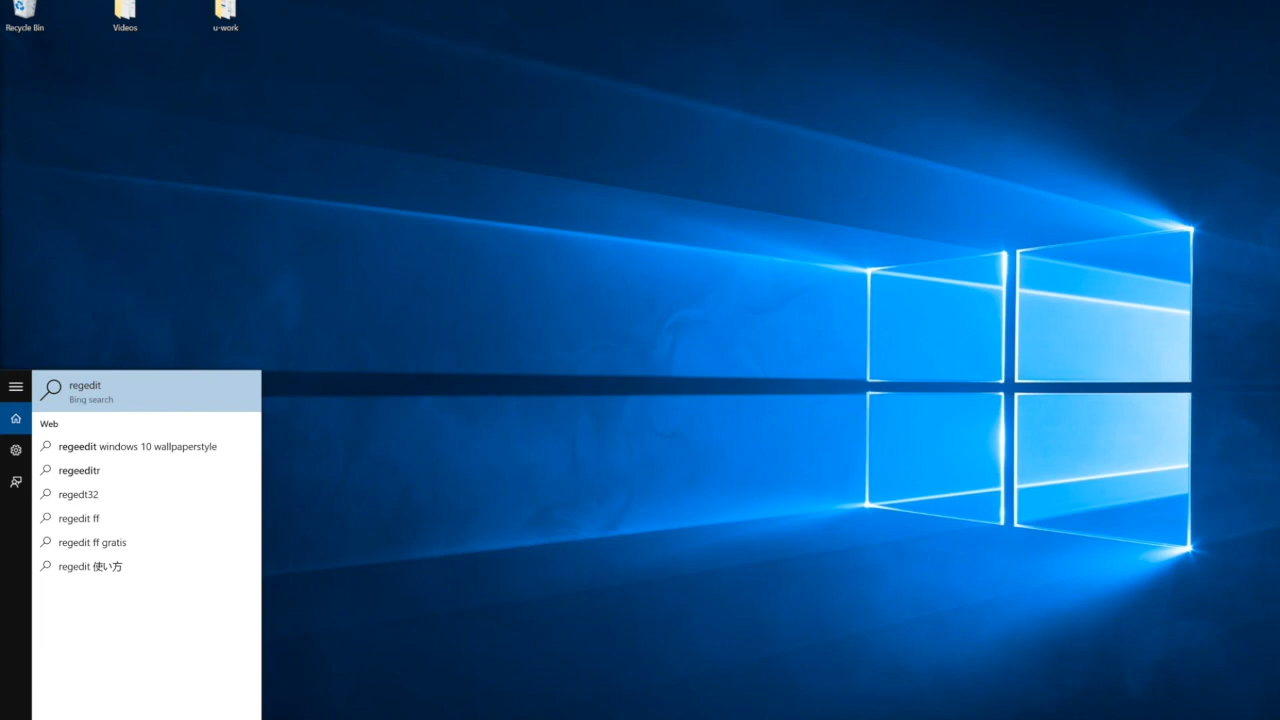 Recycle Bin
Videos
u-work
regedit
Bing search
Web
regeedit windows 10 wallpaperstyle
regeeditr
regedt32
regedit ff
regedit ff gratis
regedit 使い方